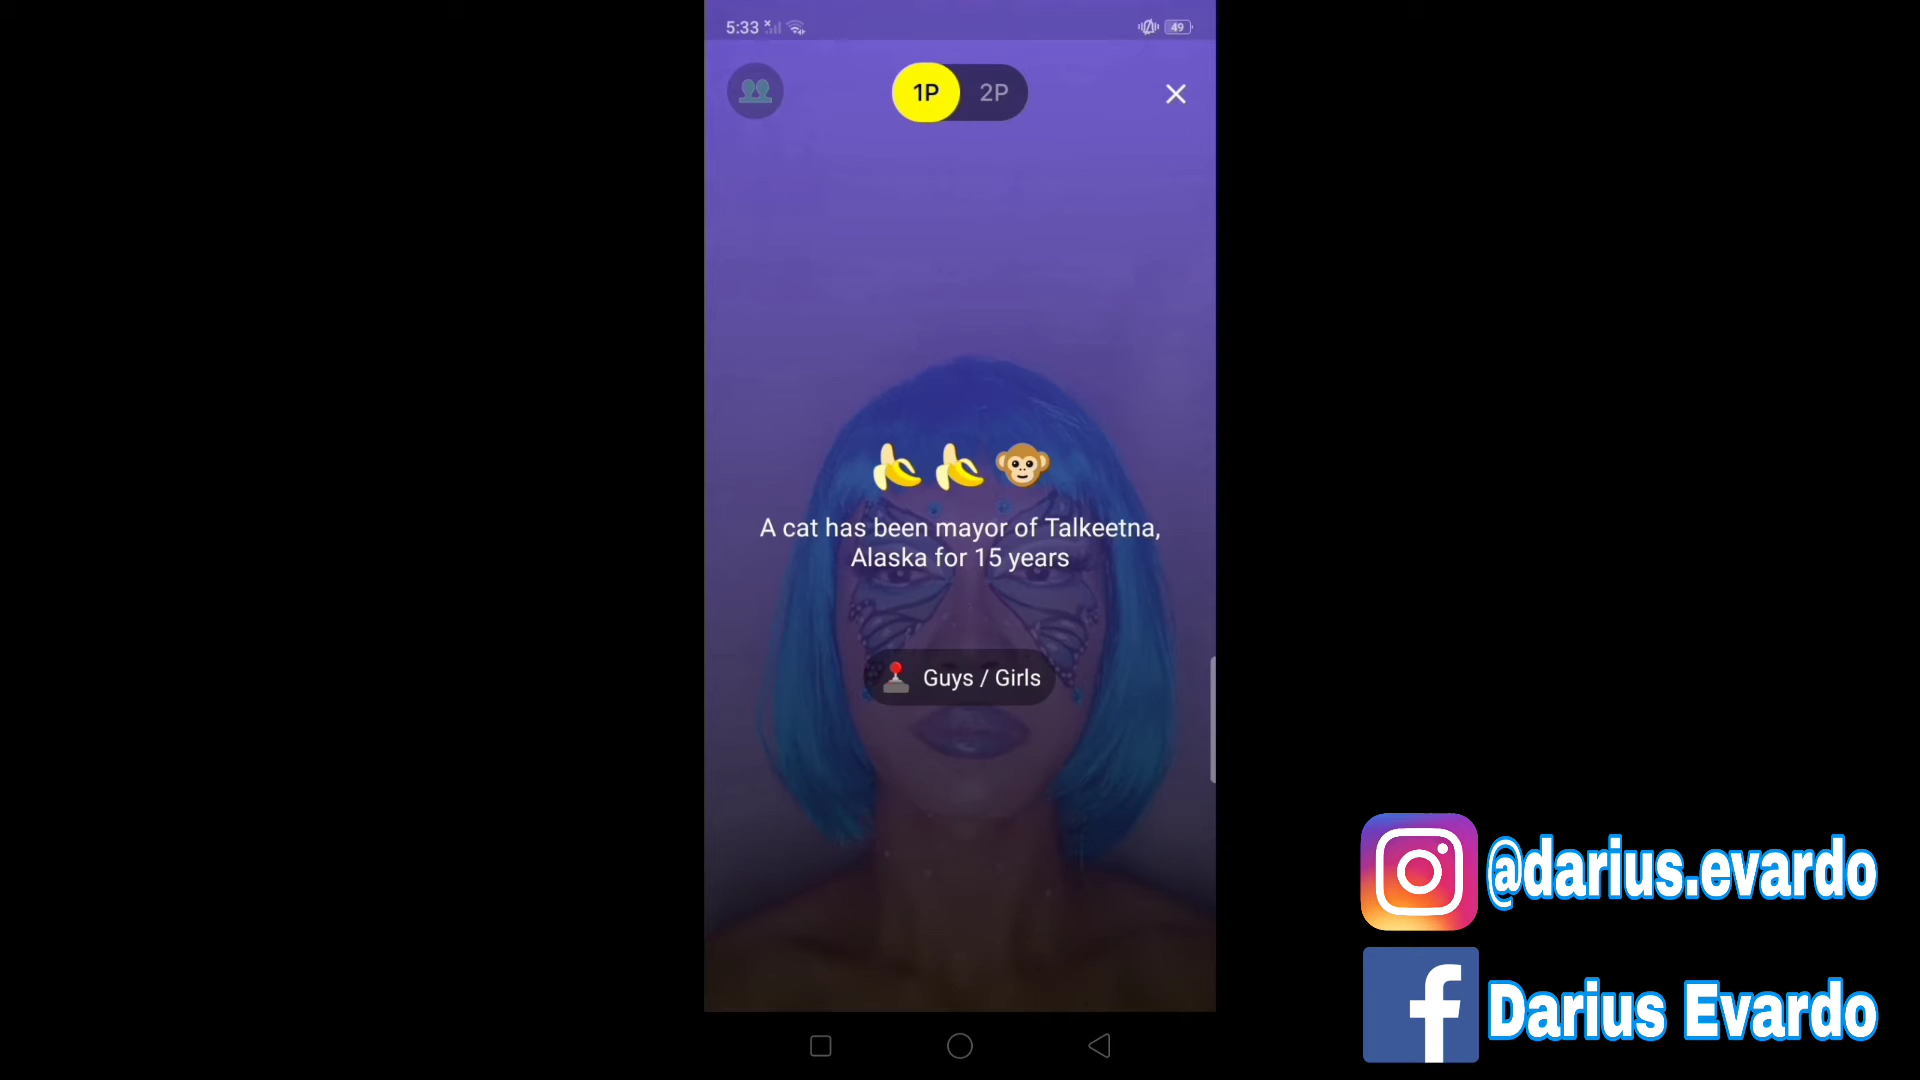 5:33
49
1P 2P
A cat has been mayor of Talkeetna,
Alaska for 15 years
Guys / Girls
@darius.evardo
Darius Evardo